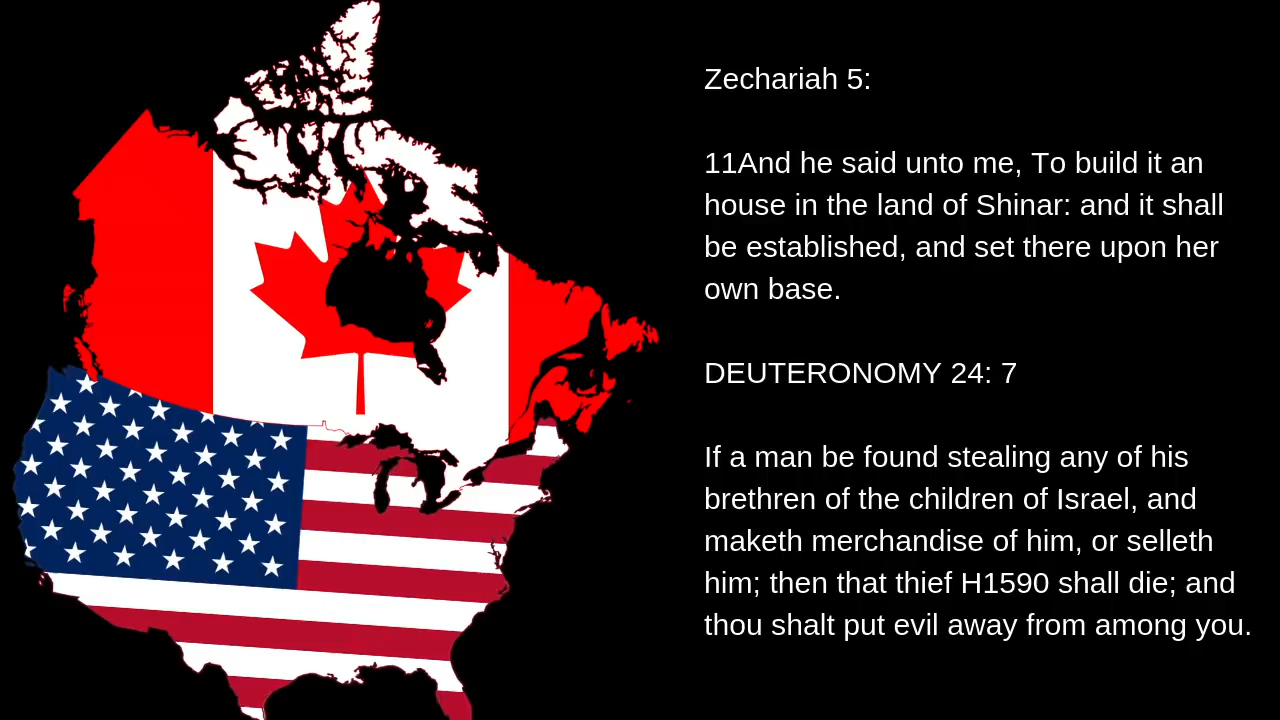 Zechariah 5:
11And he said unto me, To build it an
house in the land of Shinar: and it shall
be established, and set there upon her
own base.
DEUTERONOMY 24: 7
If a man be found stealing any of his
brethren of the children of Israel, and
maketh merchandise of him, or selleth
him; then that thief H1590 shall die; and
thou shalt put evil away from among you.